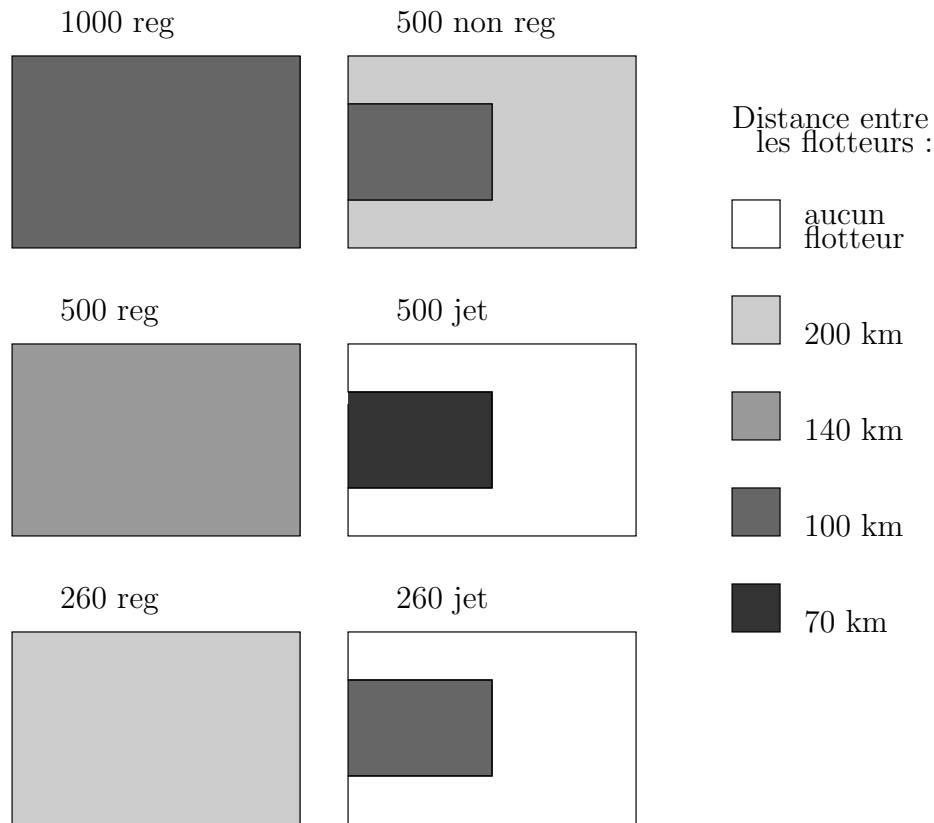 1000 reg
500 non reg
500 reg
500 jet
260 reg
260 jet
Distance entre
les flotteurs :
aucun
flotteur
200 km
140 km
100 km
70 km